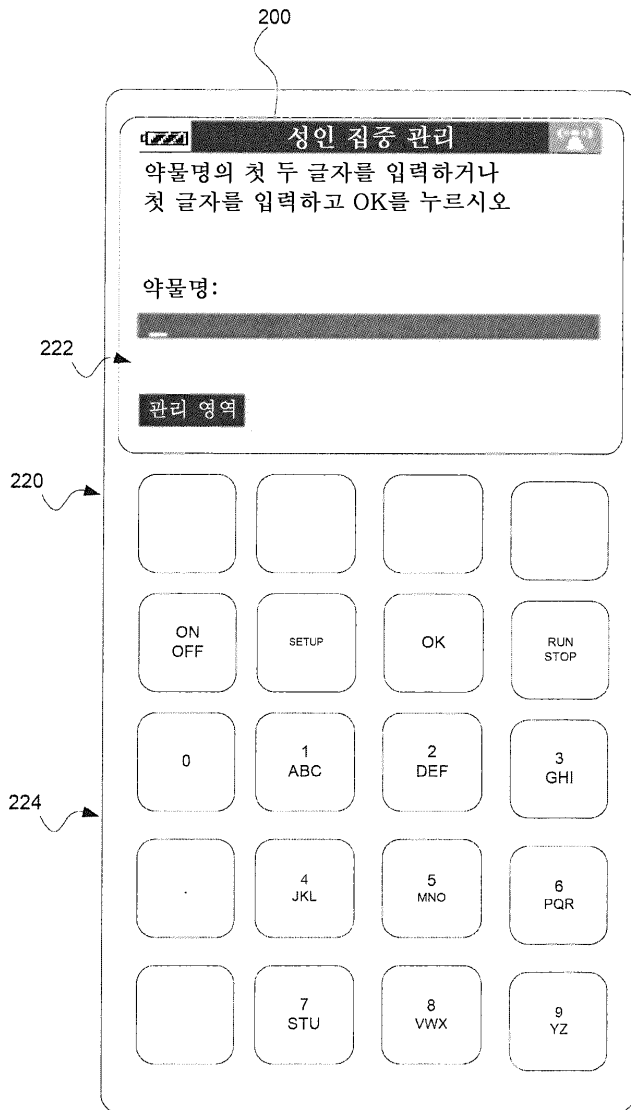 200
성인 집중 관리
약물명의 첫 두 글자를 입력하거나
첫 글자를 입력하고 OK를 누르시오
약물명:
222
관리 영역
220
ON
OFF
SETUP
OK
RUN
STOP
0
1
ABC
2
DEF
3
GHI
224
.
4
JKL
5
MNO
6
PQR
7
STU
8
VWX
9
YZ